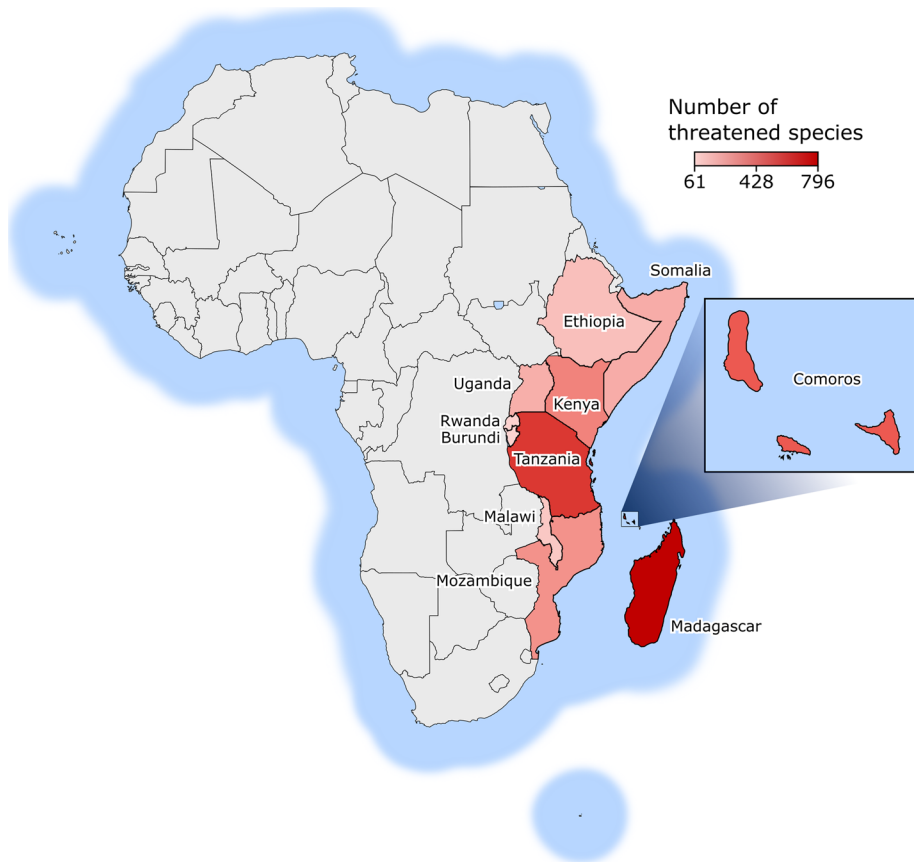 Number of
threatened species
61 428 796
Somalia
Ethiopia
Comoros
Uganda
Kenya
Rwanda
Burundi
Tanzania
Malawi
Mozambique
Madagascar